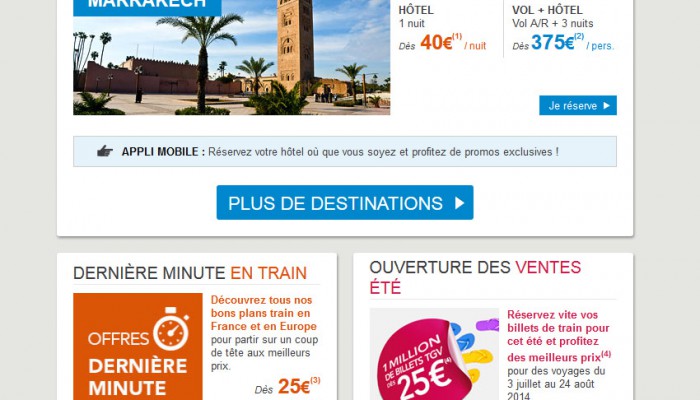 MARRAKECH
HÔTEL
1 nuit
Dès 40€(1) / nuit
VOL + HÔTEL
Vol A/R + 3 nuits
Dès 375€(2) / pers.
Je réserve
APPLI MOBILE : Réservez votre hôtel où que vous soyez et profitez de promos exclusives !
PLUS DE DESTINATIONS
DERNIÈRE MINUTE EN TRAIN
OFFRES
DERNIÈRE
MINUTE
Découvrez tous nos
bons plans train en
France et en Europe
pour partir sur un coup
de tête aux meilleurs
prix.
Dès 25€(3)
OUVERTURE DES VENTES
ÉTÉ
1 MILLION
DE BILLETS TGV
DÈS
25€(4)
Réservez vite vos
billets de train pour
cet été et profitez
des meilleurs prix(4)
pour des voyages du
3 juillet au 24 août
2014